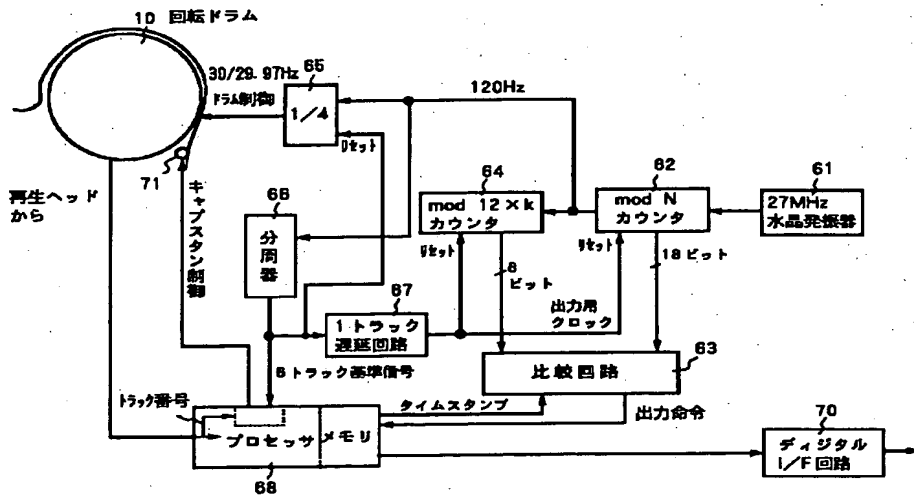 10 回転ドラム
30/29.97Hz
ドラム制御
65
1/4
リセット
120Hz
64
mod 12×k
カウンタ
リセット
62
mod N
カウンタ
リセット
61
27MHz
水晶発振器
71
再生ヘッド
から
キャプスタン制御
66
分周器
8
ビット
18ビット
67
1トラック
遅延回路
出力用
クロック
63
比較回路
6トラック基準信号
トラック番号
タイムスタンプ
出力命令
プロセッサ
メモリ
68
70
ディジタル
I/F回路